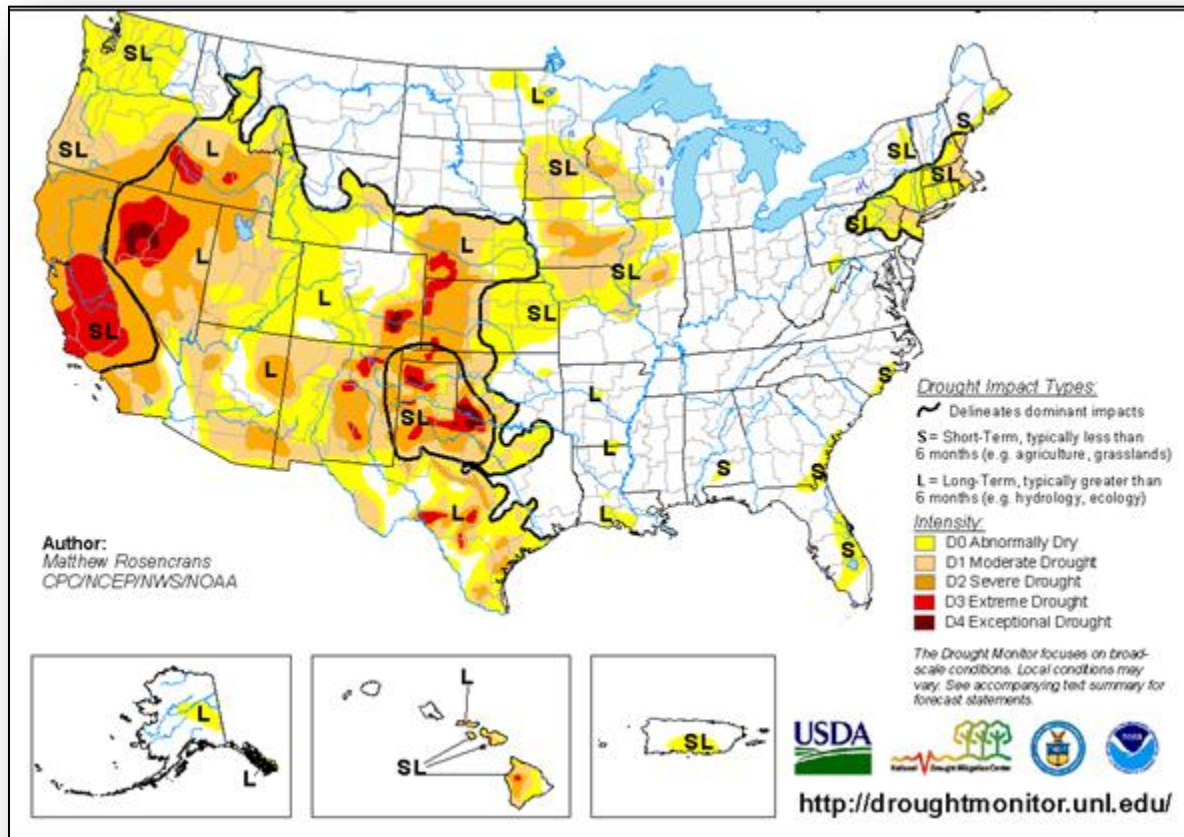 SL
L
S
SL
SL
L
SL
SL
L
L
SL
SL
L
SL
S
L
L
SL
L
S
S
L
L
S
Drought Impact Types:
Delineates dominant impacts
S = Short-Term, typically less than
6 months (e.g. agriculture, grasslands)
L = Long-Term, typically greater than
6 months (e.g. hydrology, ecology)
Intensity:
D0 Abnormally Dry
D1 Moderate Drought
D2 Severe Drought
D3 Extreme Drought
D4 Exceptional Drought
Author:
Matthew Rosencrans
CPC/NCEP/NWS/NOAA
The Drought Monitor focuses on broad-
scale conditions. Local conditions may
vary. See accompanying text summary for
forecast statements.
L
L
L
SL
SL
USDA
National Drought Mitigation Center
http://droughtmonitor.unl.edu/